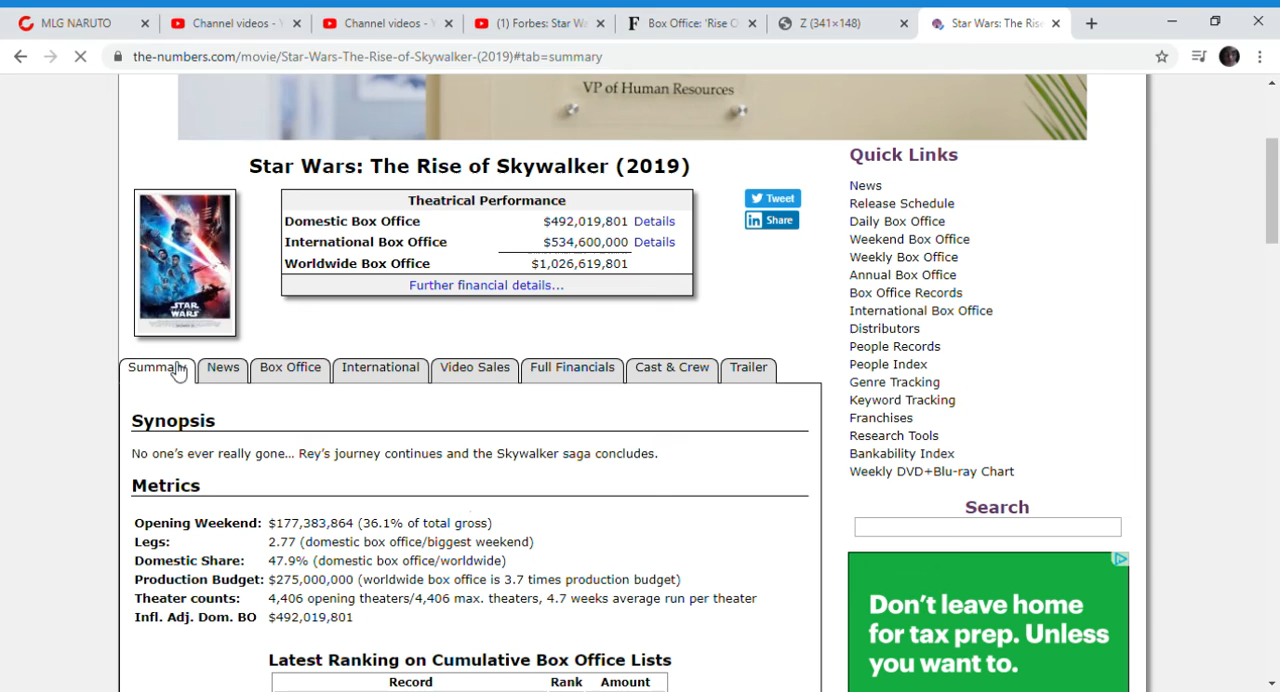 MLG NARUTO
Channel videos - Y
Channel videos - Y
(1) Forbes: Star Wa
Box Office: 'Rise O
Z (341×148)
Star Wars: The Rise
the-numbers.com/movie/Star-Wars-The-Rise-of-Skywalker-(2019)#tab=summary
VP of Human Resources
Star Wars: The Rise of Skywalker (2019)
Theatrical Performance
Domestic Box Office $492,019,801 Details
International Box Office $534,600,000 Details
Worldwide Box Office $1,026,619,801
Further financial details...
Tweet
Share
STAR
WARS
Summary News Box Office International Video Sales Full Financials Cast & Crew Trailer
Synopsis
No one's ever really gone… Rey's journey continues and the Skywalker saga concludes.
Metrics
Opening Weekend: $177,383,864 (36.1% of total gross)
Legs: 2.77 (domestic box office/biggest weekend)
Domestic Share: 47.9% (domestic box office/worldwide)
Production Budget: $275,000,000 (worldwide box office is 3.7 times production budget)
Theater counts: 4,406 opening theaters/4,406 max. theaters, 4.7 weeks average run per theater
Infl. Adj. Dom. BO $492,019,801
Latest Ranking on Cumulative Box Office Lists
Record Rank Amount
Quick Links
News
Release Schedule
Daily Box Office
Weekend Box Office
Weekly Box Office
Annual Box Office
Box Office Records
International Box Office
Distributors
People Records
People Index
Genre Tracking
Keyword Tracking
Franchises
Research Tools
Bankability Index
Weekly DVD+Blu-ray Chart
Search
Don't leave home
for tax prep. Unless
you want to.